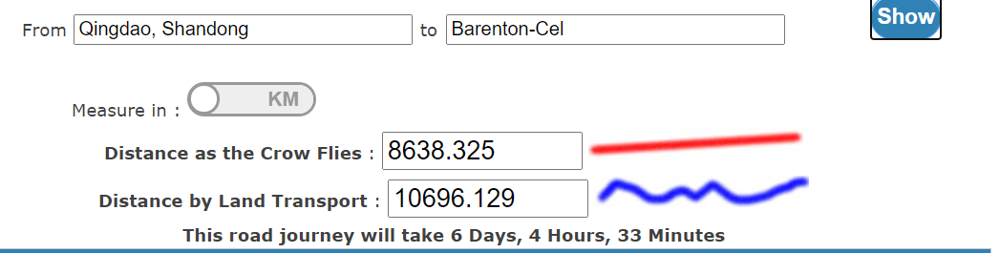 From Qingdao, Shandong to Barenton-Cel Show
Measure in : KM
Distance as the Crow Flies : 8638.325
Distance by Land Transport : 10696.129
This road journey will take 6 Days, 4 Hours, 33 Minutes